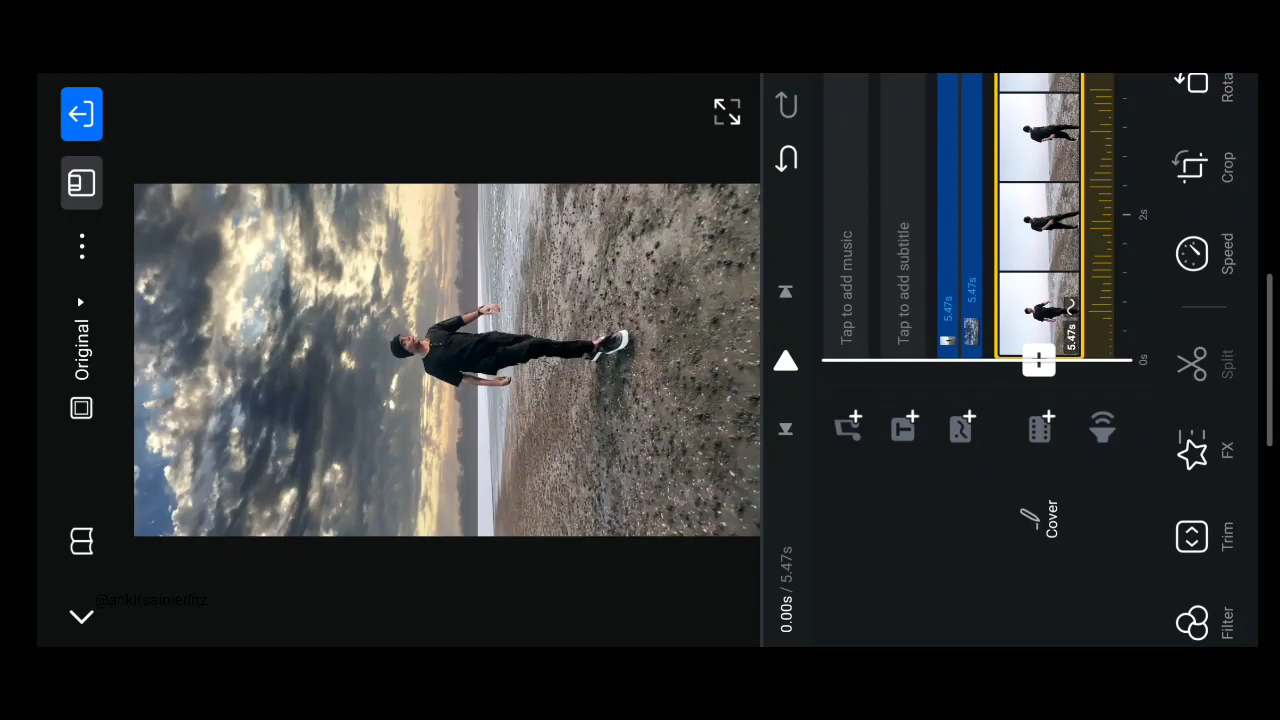 Original
@ankitsainieditz
0.00s / 5.47s
Tap to add music
Tap to add subtitle
5.47s
5.47s
Cover
5.47s
0s
2s
Filter
Trim
FX
Split
Speed
Crop
Rota